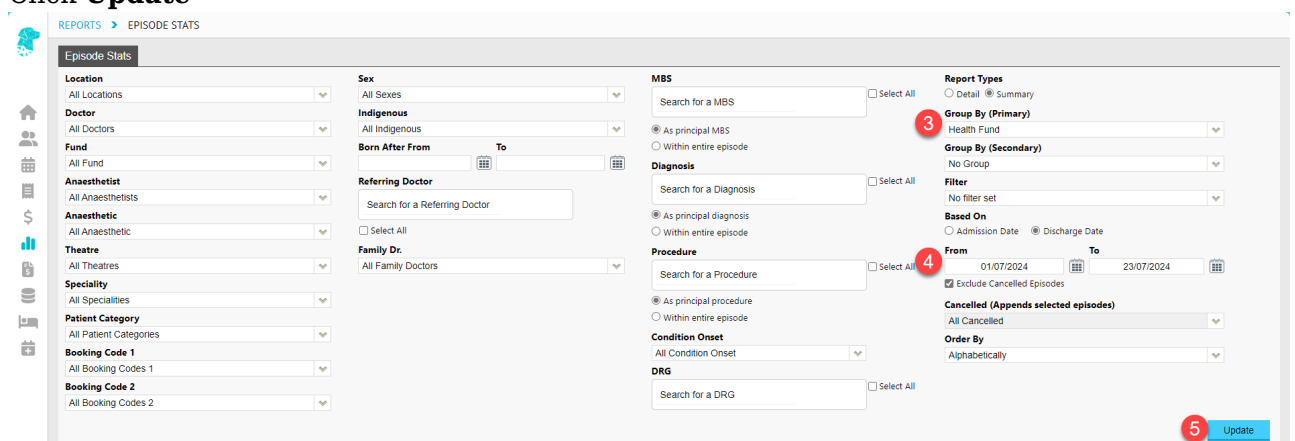 Click Update
REPORTS > EPISODE STATS
Episode Stats
Location
All Locations
Doctor
All Doctors
Fund
All Fund
Anaesthetist
All Anaesthetists
Anaesthetic
All Anaesthetic
Theatre
All Theatres
Speciality
All Specialities
Patient Category
All Patient Categories
Booking Code 1
All Booking Codes 1
Booking Code 2
All Booking Codes 2
Sex
All Sexes
Indigenous
All Indigenous
Born After From To
Referring Doctor
Search for a Referring Doctor
Select All
Family Dr.
All Family Doctors
MBS
Search for a MBS
Select All
As principal MBS
Within entire episode
Diagnosis
Search for a Diagnosis
Select All
As principal diagnosis
Within entire episode
Procedure
Search for a Procedure
Select All
As principal procedure
Within entire episode
Condition Onset
All Condition Onset
DRG
Search for a DRG
Select All
Report Types
Detail Summary
3
Group By (Primary)
Health Fund
Group By (Secondary)
No Group
Filter
No filter set
Based On
Admission Date Discharge Date
4
From To
01/07/2024 23/07/2024
Exclude Cancelled Episodes
Cancelled (Appends selected episodes)
All Cancelled
Order By
Alphabetically
5 Update